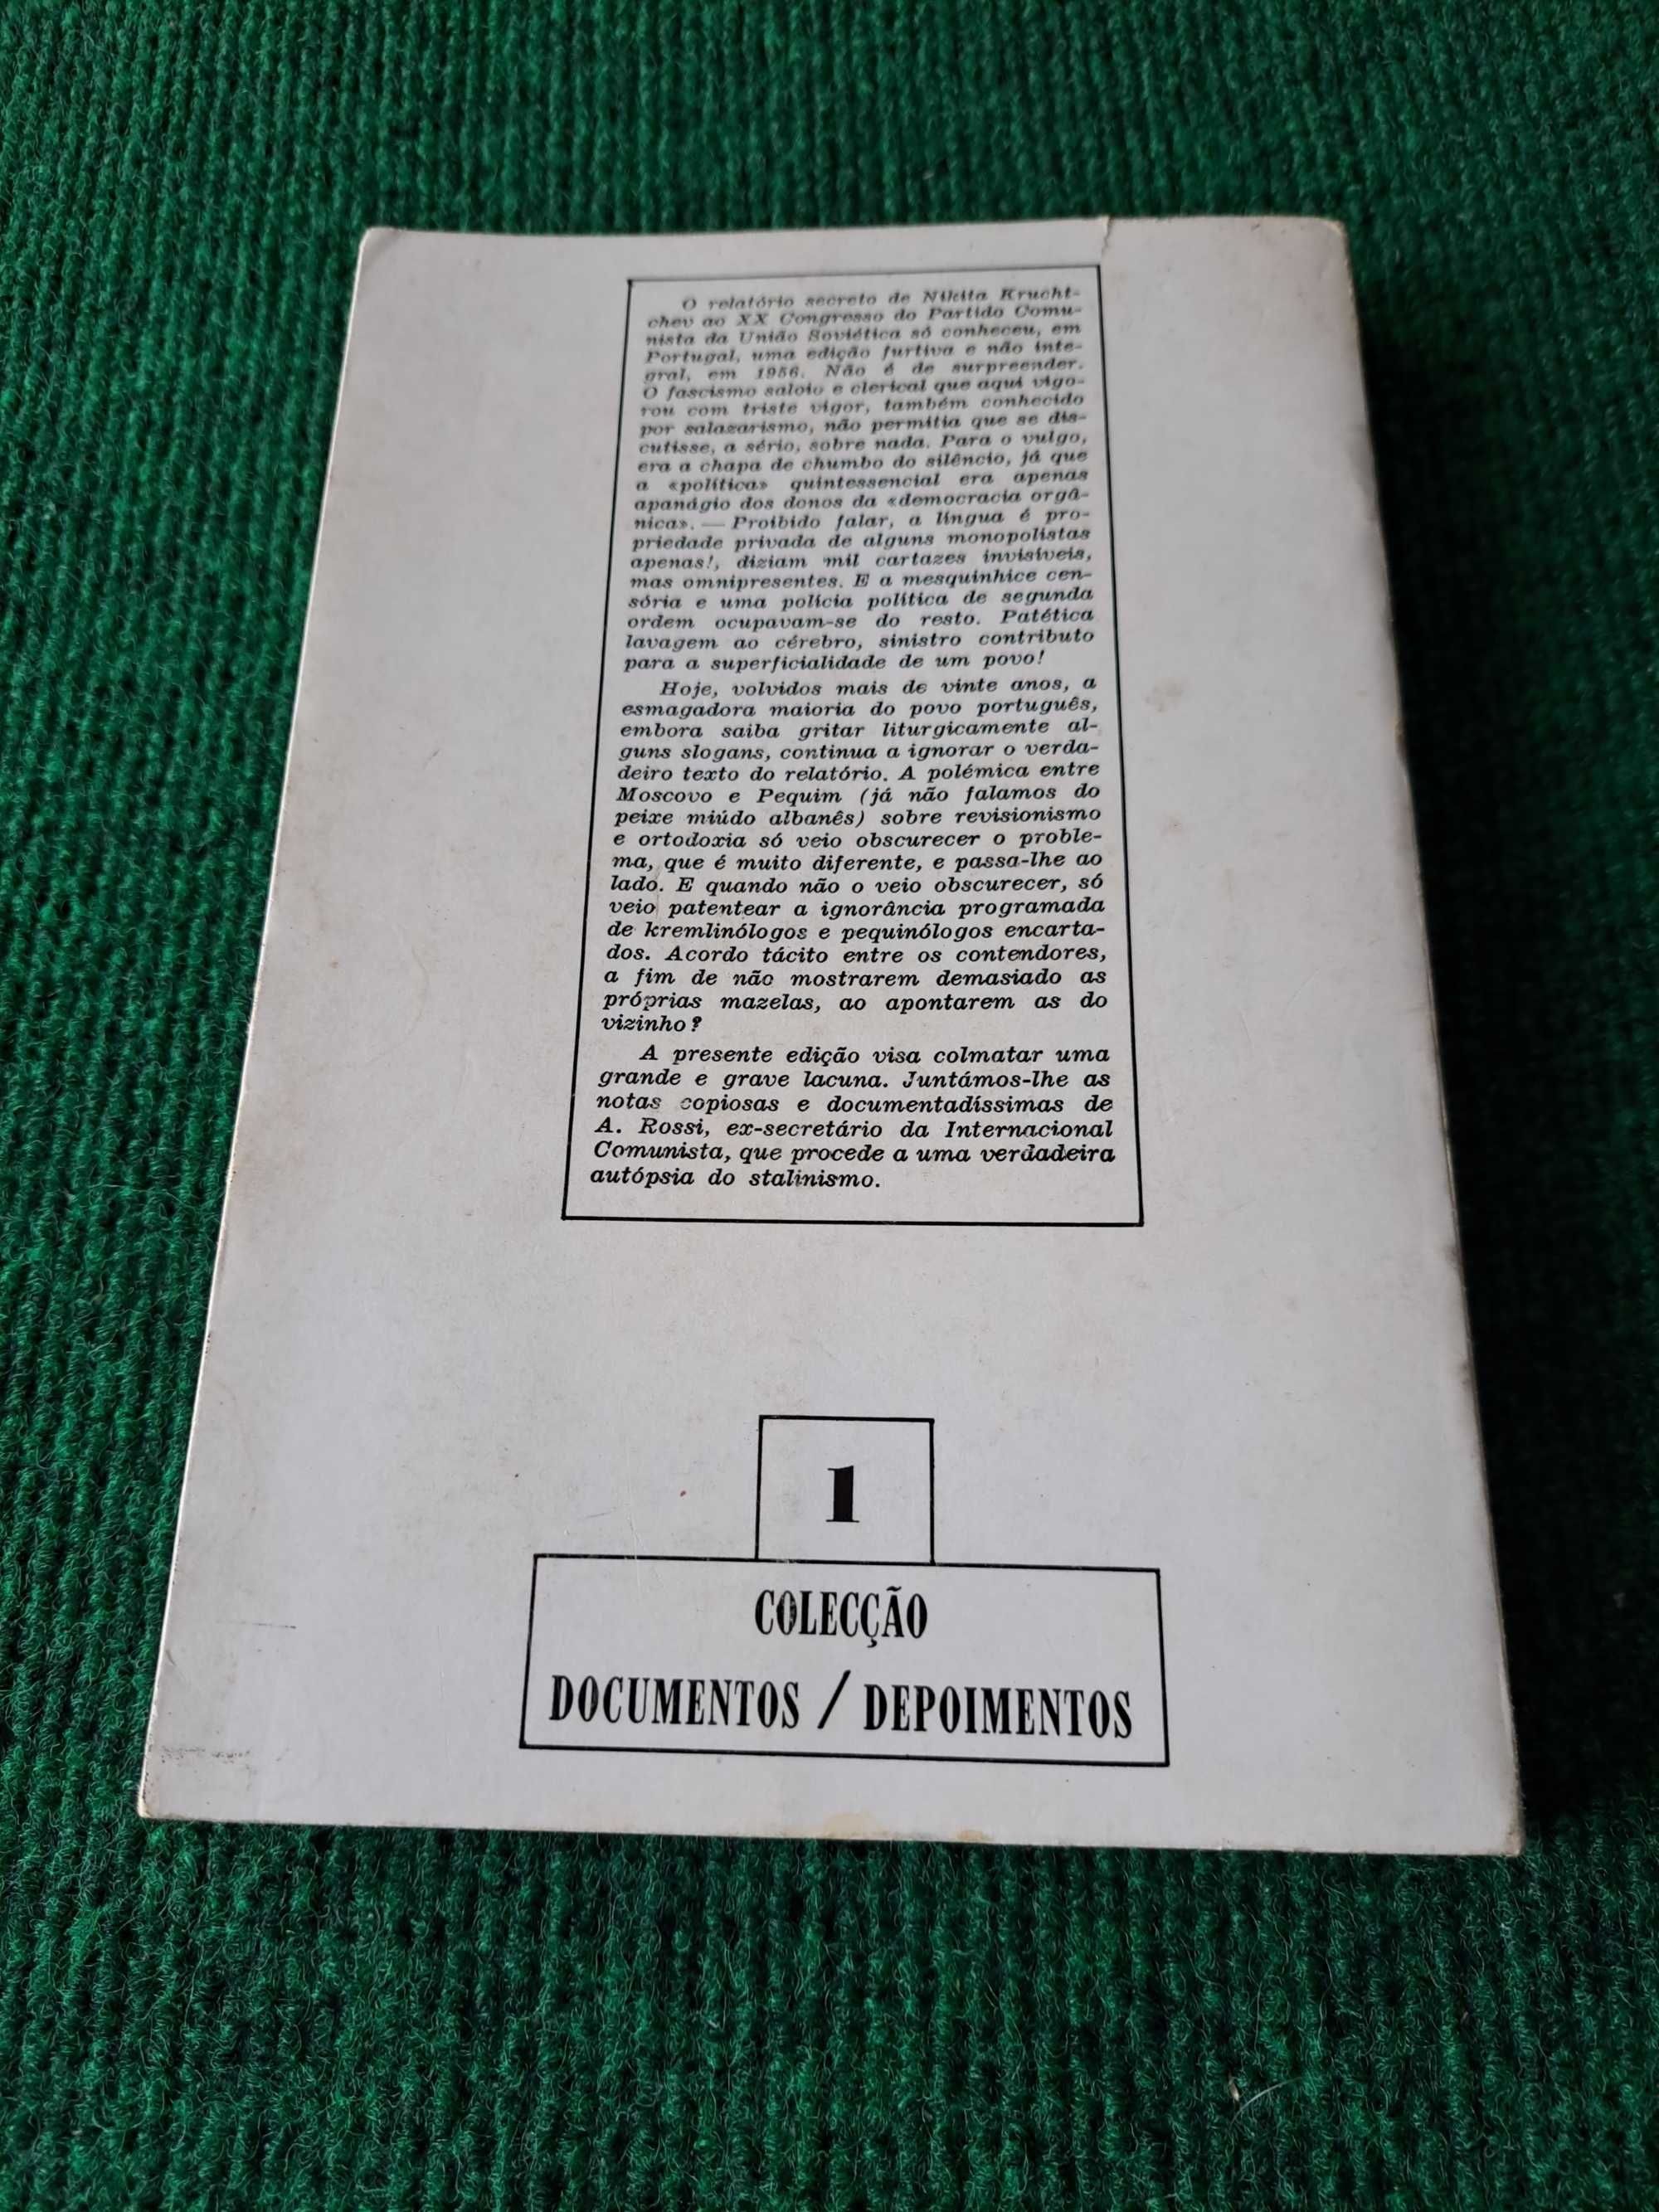 O relatório secreto de Nikita Krucht-
chev ao XX Congresso do Partido Comu-
nista da União Soviética só conheceu, em
Portugal, uma edição furtiva e não inte-
gral, em 1956. Não é de surpreender.
O fascismo saloio e clerical que aqui vigo-
rou com triste vigor, também conhecido
por salazarismo, não permitia que se dis-
cutisse, a sério, sobre nada. Para o vulgo,
era a chapa de chumbo do silêncio, já que
a «política» quintessencial era apenas
apanágio dos donos da «democracia orgâ-
nica». — Proibido falar, a língua é pro-
priedade privada de alguns monopolistas
apenas!, diziam mil cartazes invisíveis,
mas omnipresentes. E a mesquinhice cen-
sória e uma polícia política de segunda
ordem ocupavam-se do resto. Patética
lavagem ao cérebro, sinistro contributo
para a superficialidade de um povo!
Hoje, volvidos mais de vinte anos, a
esmagadora maioria do povo português,
embora saiba gritar liturgicamente al-
guns slogans, continua a ignorar o verda-
deiro texto do relatório. A polémica entre
Moscovo e Pequim (já não falamos do
peixe miúdo albanês) sobre revisionismo
e ortodoxia só veio obscurecer o proble-
ma, que é muito diferente, e passa-lhe ao
lado. E quando não o veio obscurecer, só
veio patentear a ignorância programada
de kremlinólogos e pequinólogos encarta-
dos. Acordo tácito entre os contendores,
a fim de não mostrarem demasiado as
próprias mazelas, ao apontarem as do
vizinho?
A presente edição visa colmatar uma
grande e grave lacuna. Juntámos-lhe as
notas copiosas e documentadíssimas de
A. Rossi, ex-secretário da Internacional
Comunista, que procede a uma verdadeira
autópsia do stalinismo.
1
COLECÇÃO
DOCUMENTOS / DEPOIMENTOS